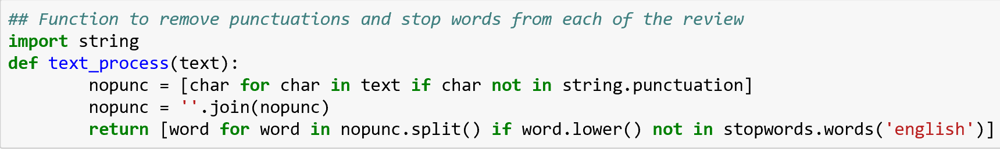 ## Function to remove punctuations and stop words from each of the review
import string
def text_process(text):
        nopunc = [char for char in text if char not in string.punctuation]
        nopunc = ''.join(nopunc)
        return [word for word in nopunc.split() if word.lower() not in stopwords.words('english')]